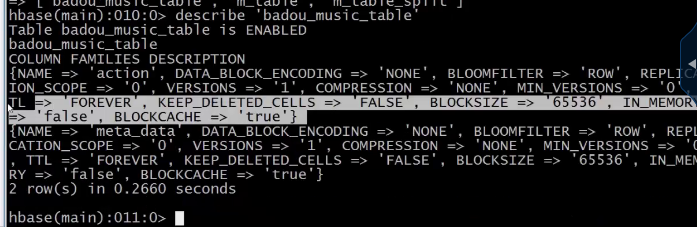 => ["badou_music_table", "m_table", "m_table_split"]
hbase(main):010:0> describe 'badou_music_table'
Table badou_music_table is ENABLED
badou_music_table
COLUMN FAMILIES DESCRIPTION
{NAME => 'action', DATA_BLOCK_ENCODING => 'NONE', BLOOMFILTER => 'ROW', REPLIC
ION_SCOPE => '0', VERSIONS => '1', COMPRESSION => 'NONE', MIN_VERSIONS => '0'
TL => 'FOREVER', KEEP_DELETED_CELLS => 'FALSE', BLOCKSIZE => '65536', IN_MEMOR
=> 'false', BLOCKCACHE => 'true'}
{NAME => 'meta_data', DATA_BLOCK_ENCODING => 'NONE', BLOOMFILTER => 'ROW', REP
CATION_SCOPE => '0', VERSIONS => '1', COMPRESSION => 'NONE', MIN_VERSIONS => '0
, TTL => 'FOREVER', KEEP_DELETED_CELLS => 'FALSE', BLOCKSIZE => '65536', IN_MEM
RY => 'false', BLOCKCACHE => 'true'}
2 row(s) in 0.2660 seconds
hbase(main):011:0>